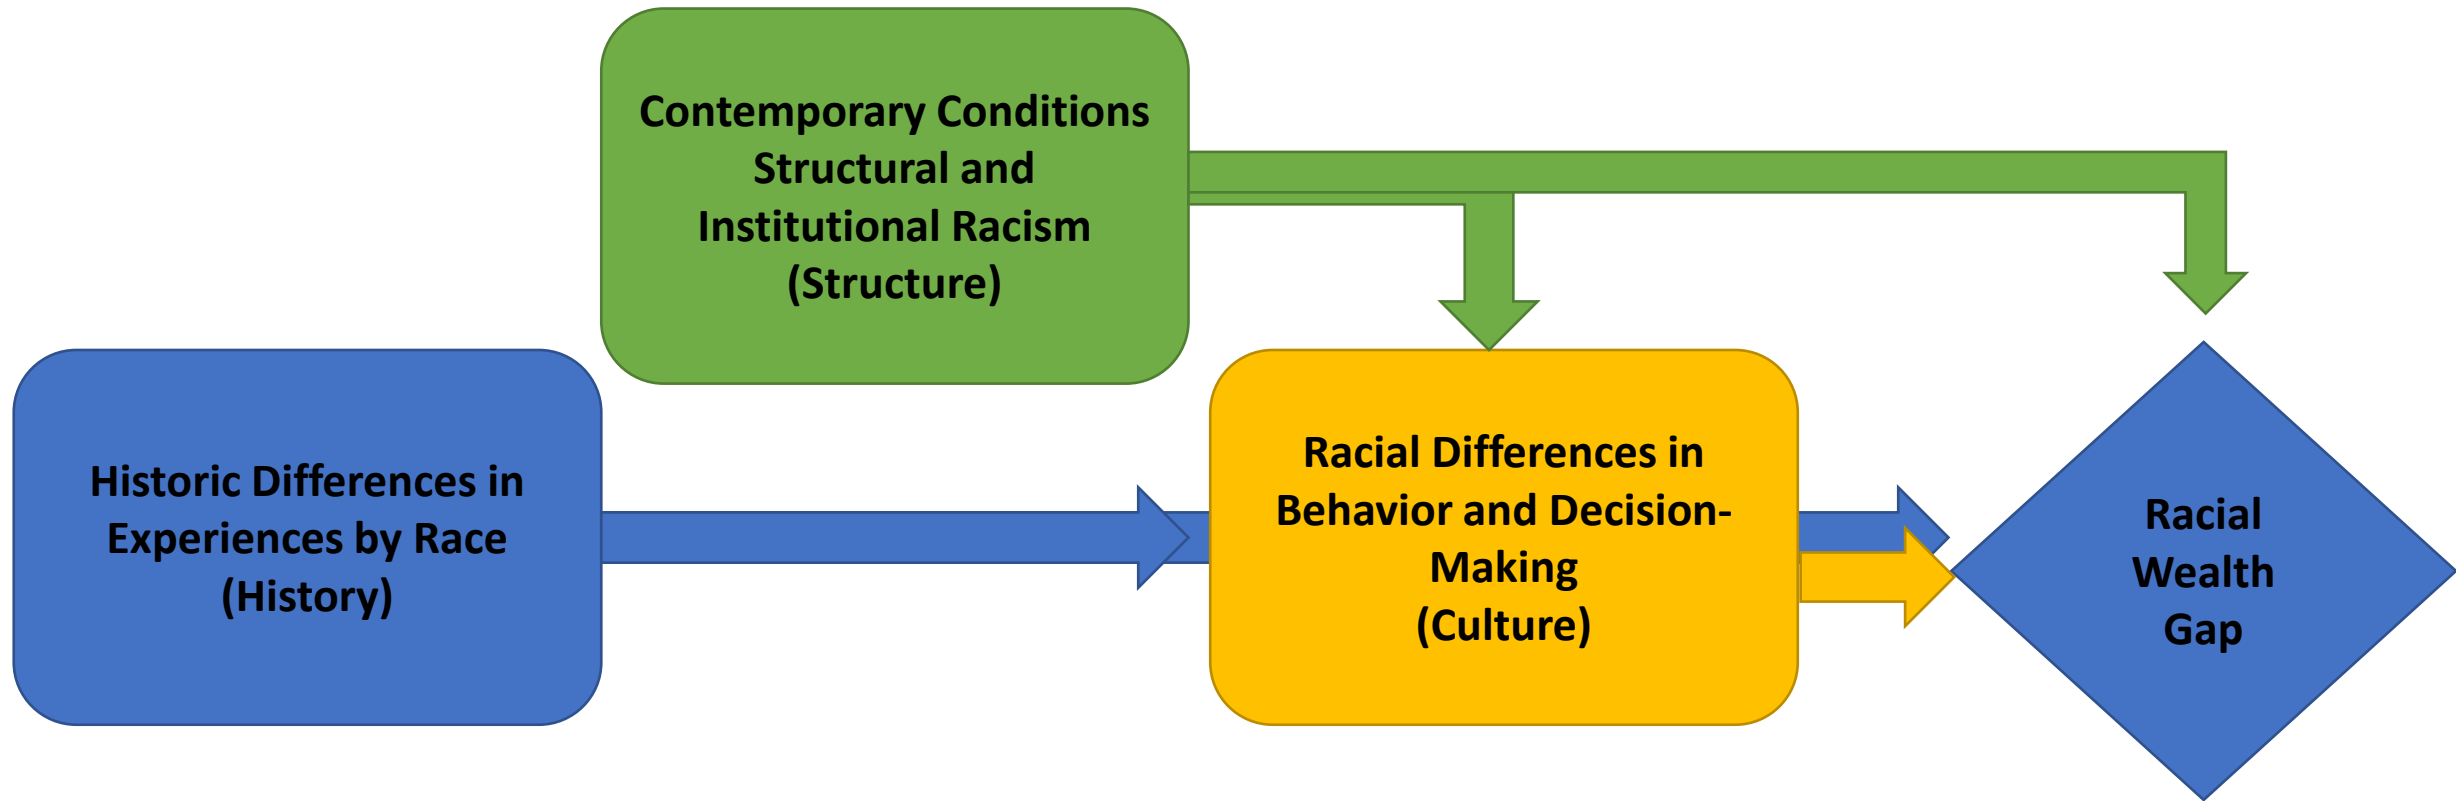 Contemporary Conditions
Structural and
Institutional Racism
(Structure)
Historic Differences in
Experiences by Race
(History)
Racial Differences in
Behavior and Decision-
Making
(Culture)
Racial
Wealth
Gap